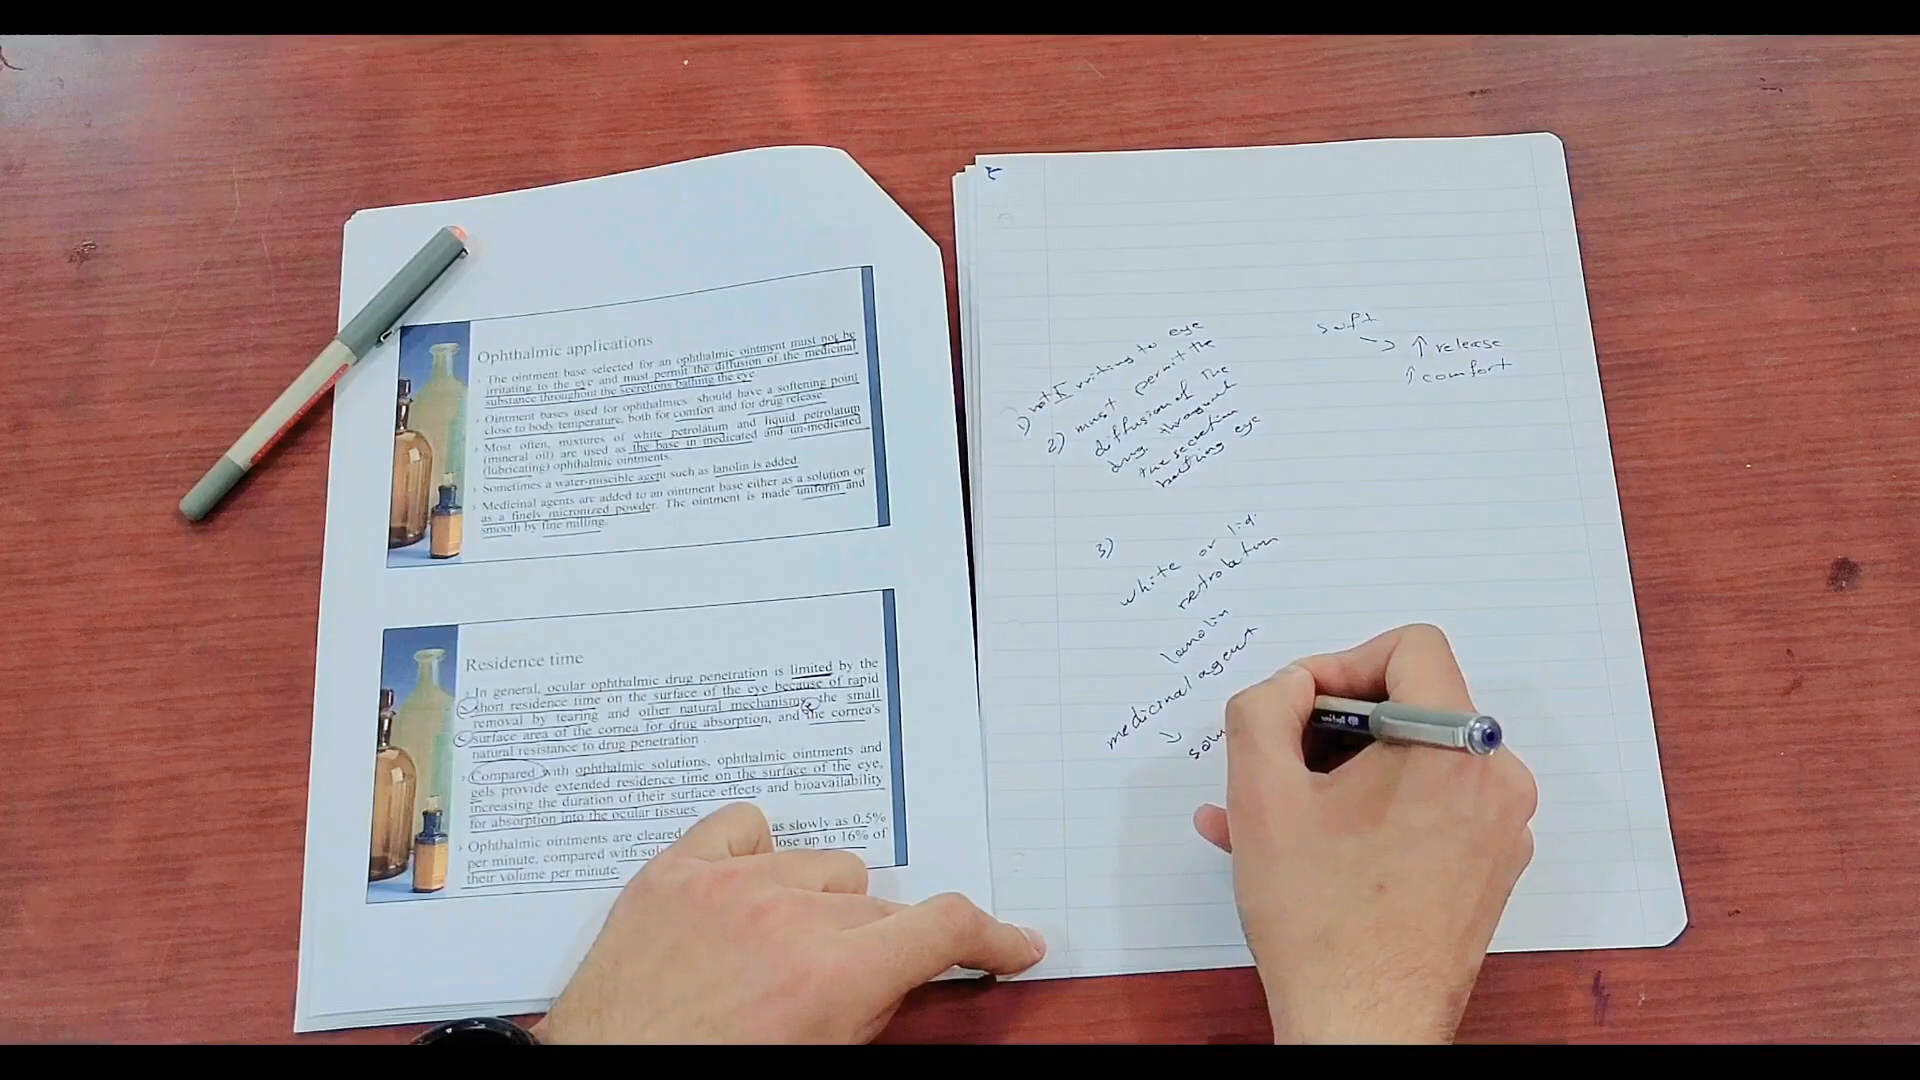 Ophthalmic applications
The ointment base selected for an ophthalmic ointment must not be
irritating to the eye and must permit the diffusion of the medicinal
substance throughout the secretions bathing the eye.
Ointment bases used for ophthalmics should have a softening point
close to body temperature, both for comfort and for drug release.
Most often, mixtures of white petrolatum and liquid petrolatum
(mineral oil) are used as the base in medicated and un-medicated
(lubricating) ophthalmic ointments.
Sometimes a water-miscible agent such as lanolin is added.
Medicinal agents are added to an ointment base either as a solution or
as a finely micronized powder. The ointment is made uniform and
smooth by fine milling.
Residence time
In general, ocular ophthalmic drug penetration is limited by the
short residence time on the surface of the eye because of rapid
removal by tearing and other natural mechanisms, the small
surface area of the cornea for drug absorption, and the cornea's
natural resistance to drug penetration.
Compared with ophthalmic solutions, ophthalmic ointments and
gels provide extended residence time on the surface of the eye,
increasing the duration of their surface effects and bioavailability
for absorption into the ocular tissues.
Ophthalmic ointments are cleared as slowly as 0.5%
per minute, compared with lose up to 16% of
their volume per minute.
1) not to eye
2) must permit the
diffusion of the
drug
the secretion
eye
↑ release
↑ comfort
3)
white or liq.
lanolin
medicinal agent